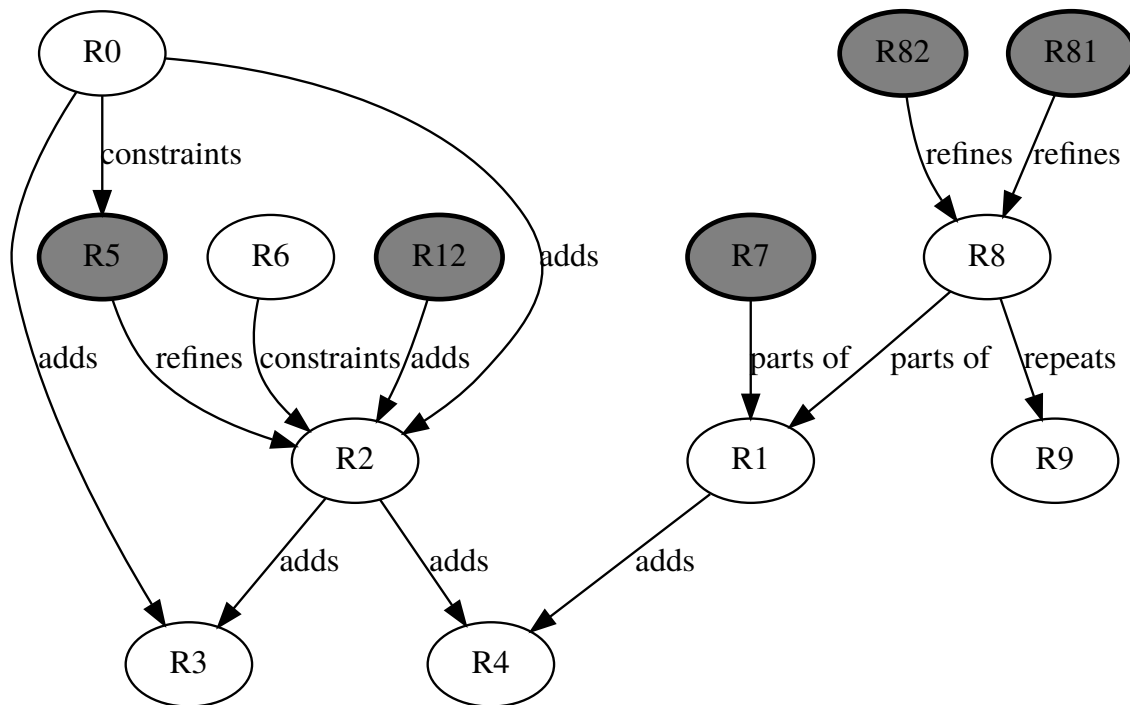 R0
R82
R81
constraints
refines
refines
R5
R6
R12
adds
R7
R8
adds
refines
constraints
adds
parts of
parts of
repeats
R2
R1
R9
adds
adds
adds
R3
R4